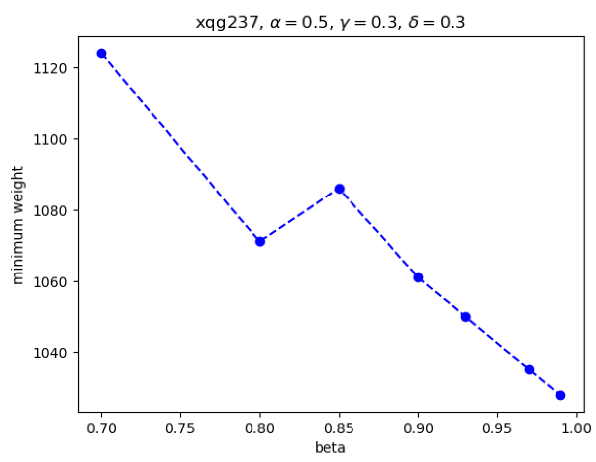 xqg237, α = 0.5, γ = 0.3, δ = 0.3
minimum weight
1120
1100
1080
1060
1040
0.70 0.75 0.80 0.85 0.90 0.95 1.00
beta